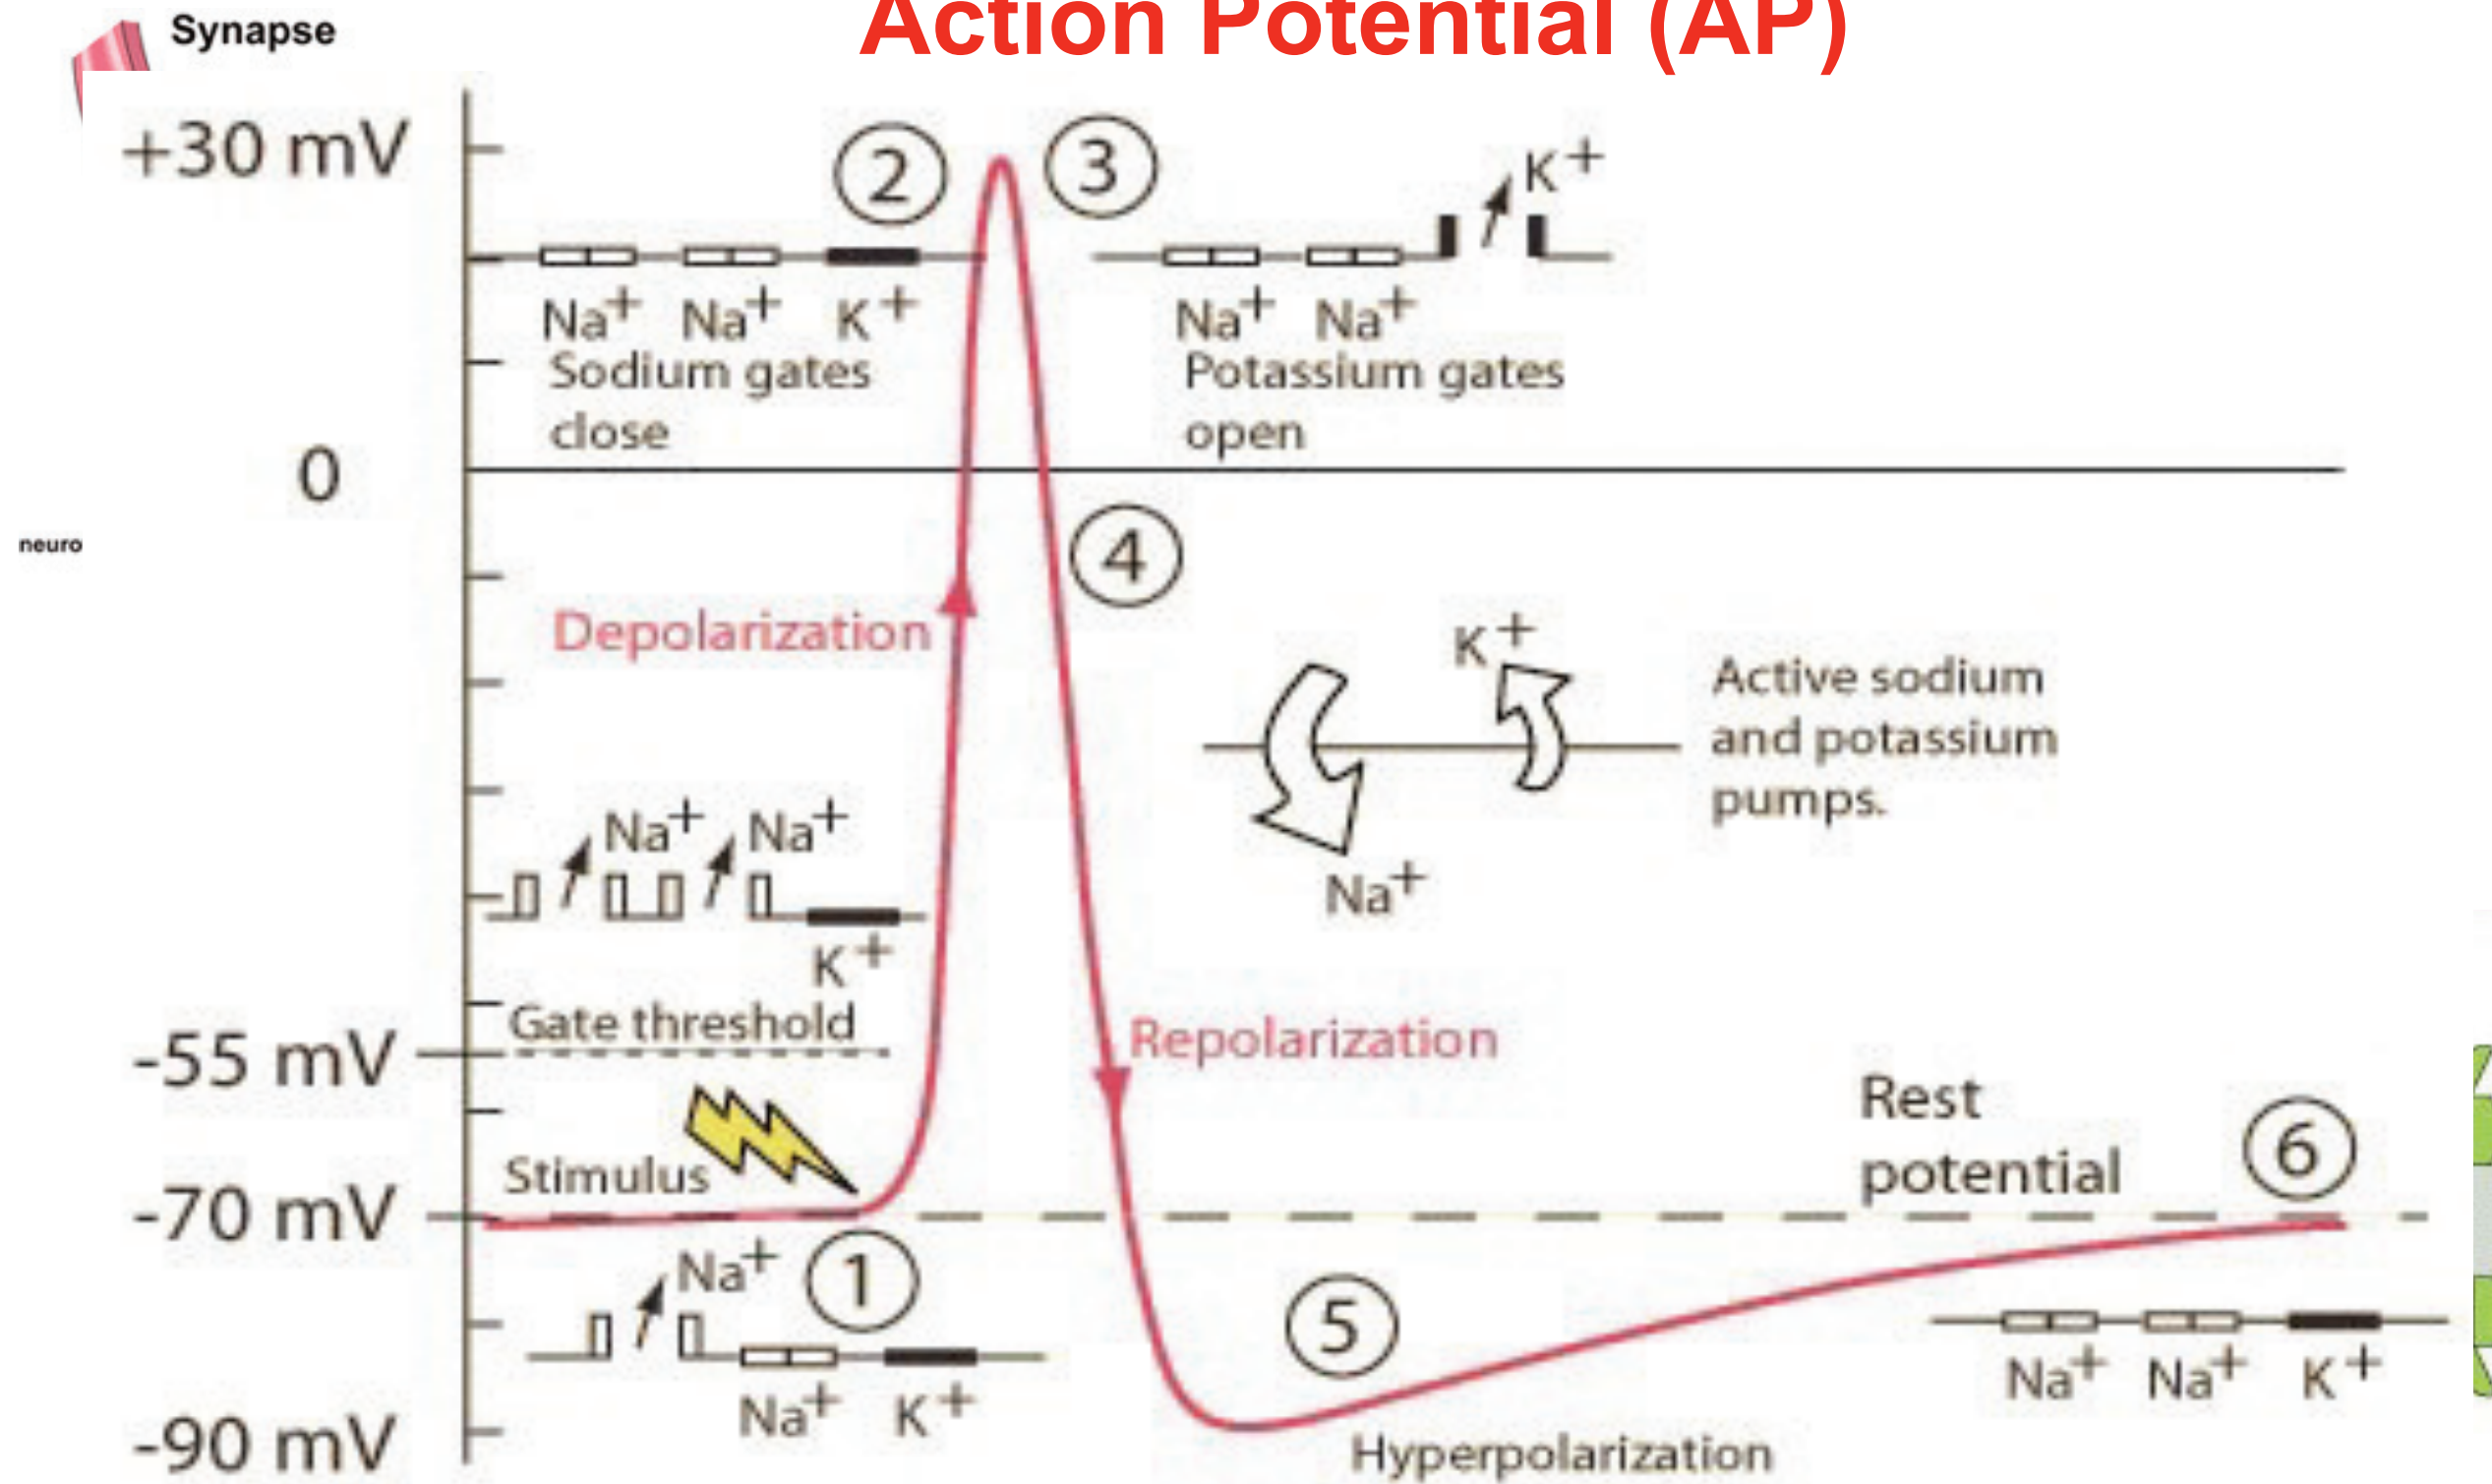 Synapse
Action Potential (AP)
+30 mV
2
3
K+
Na+ Na+ K+
Sodium gates
close
Na+ Na+
Potassium gates
open
0
neuro
4
Depolarization
K+
Active sodium
and potassium
pumps.
Na+
Na+ Na+
K+
Gate threshold
-55 mV
Repolarization
Stimulus
-70 mV
Rest
potential
6
Na+
1
Na+ K+
5
Na+ Na+ K+
-90 mV
Hyperpolarization